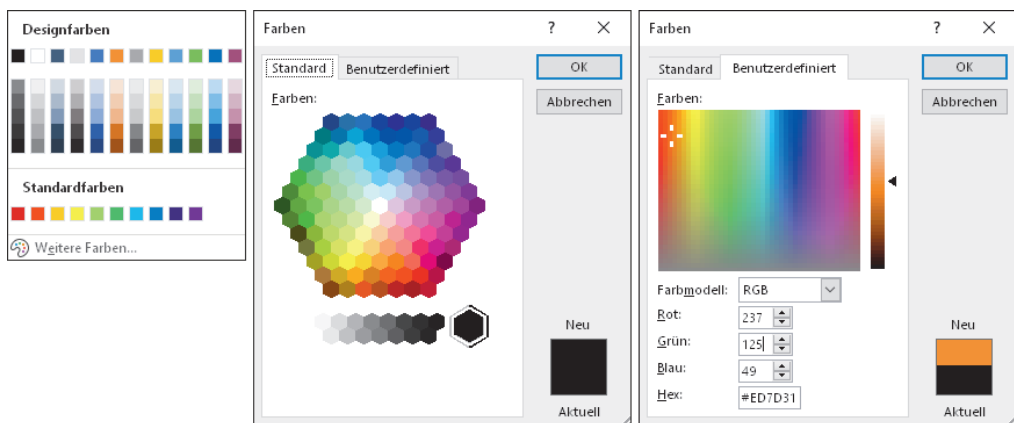 Designfarben
Standardfarben
Weitere Farben...
Farben ? ×
Standard Benutzerdefiniert
OK
Abbrechen
Farben:
Neu
Aktuell
Farben ? ×
Standard Benutzerdefiniert
OK
Abbrechen
Farben:
Farbmodell: RGB
Rot: 237
Grün: 125
Blau: 49
Hex: #ED7D31
Neu
Aktuell